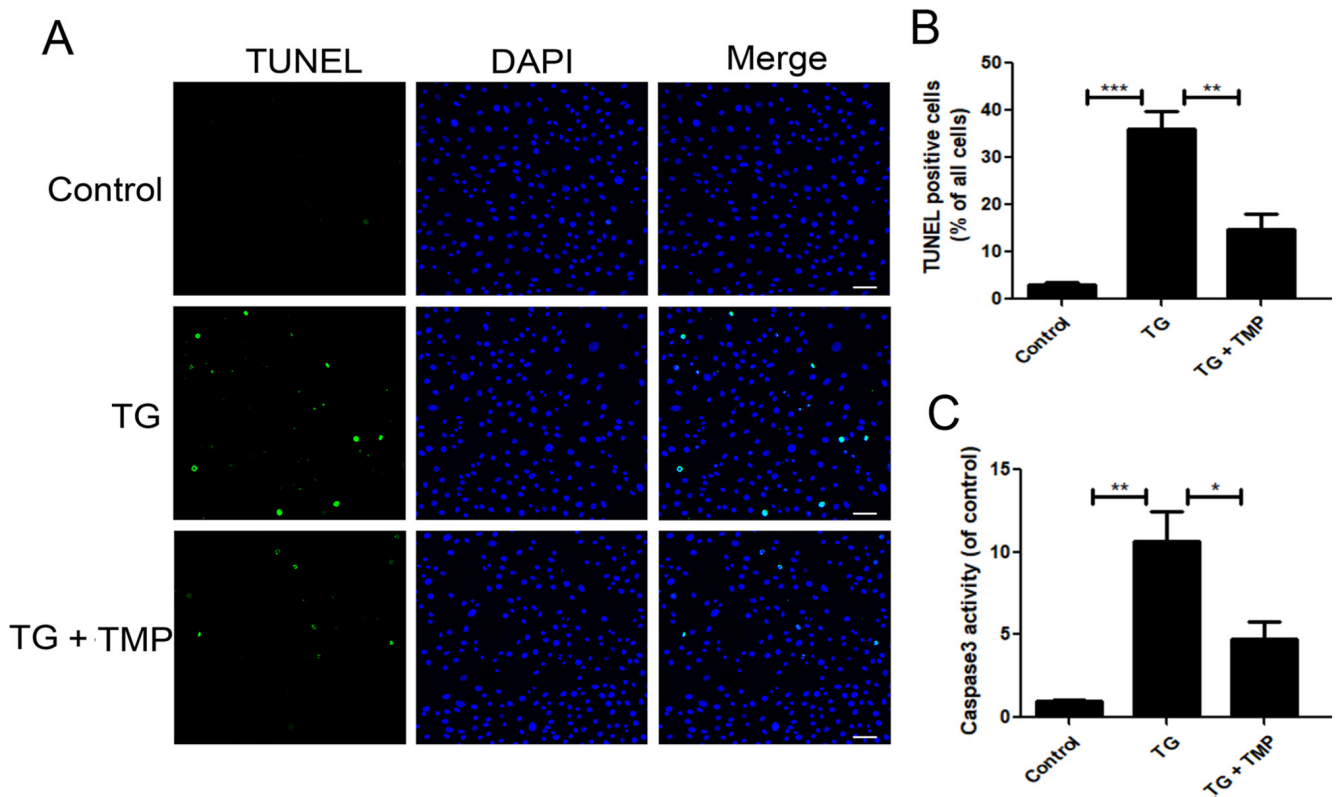 A
TUNEL DAPI Merge
Control
TG
TG + TMP
B
TUNEL positive cells
(% of all cells)
50
40
30
20
10
0
*** **
Control TG TG + TMP
C
Caspase3 activity (of control)
15
10
5
0
** *
Control TG TG + TMP